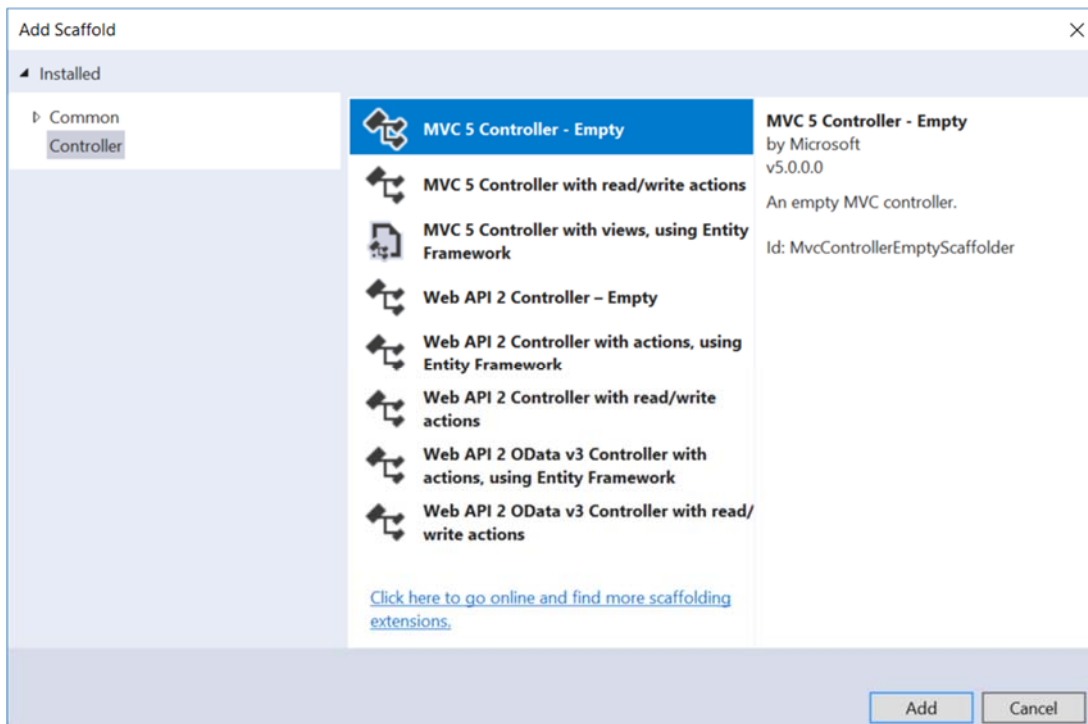 Add Scaffold
Installed
Common
Controller
MVC 5 Controller - Empty
MVC 5 Controller with read/write actions
MVC 5 Controller with views, using Entity
Framework
Web API 2 Controller – Empty
Web API 2 Controller with actions, using
Entity Framework
Web API 2 Controller with read/write
actions
Web API 2 OData v3 Controller with
actions, using Entity Framework
Web API 2 OData v3 Controller with read/
write actions
Click here to go online and find more scaffolding
extensions.
MVC 5 Controller - Empty
by Microsoft
v5.0.0.0
An empty MVC controller.
Id: MvcControllerEmptyScaffolder
Add
Cancel